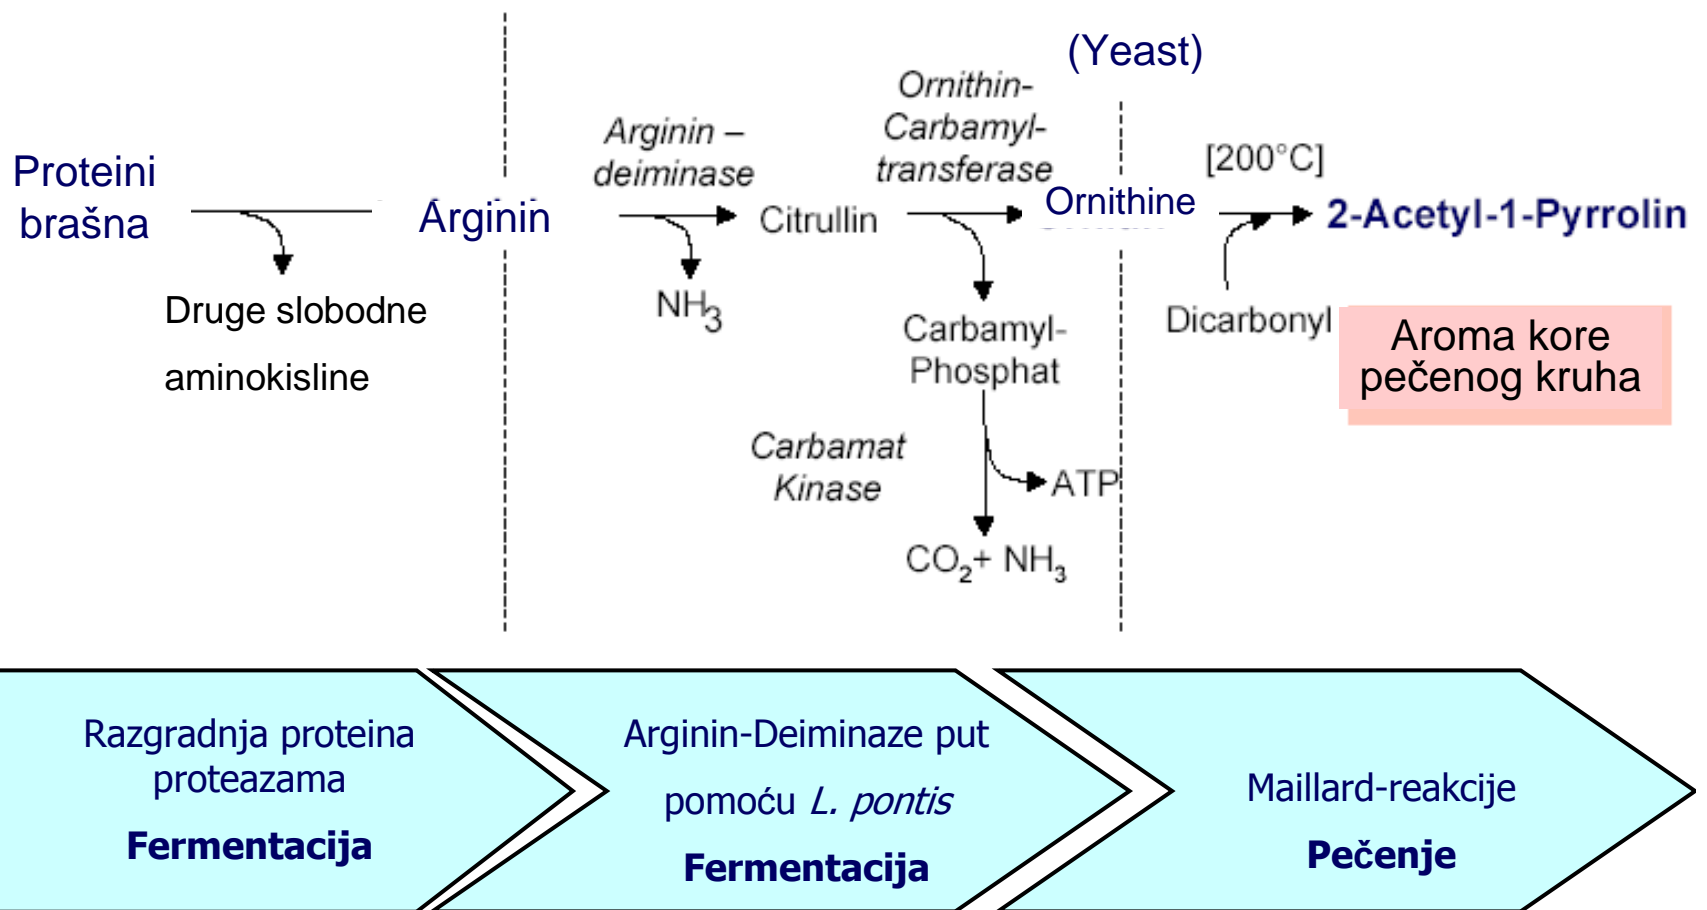 (Yeast)
Ornithin-
Carbamyl-
transferase
Arginin –
deiminase
[200°C]
Proteini
brašna
Arginin
Citrullin
Ornithine
2-Acetyl-1-Pyrrolin
Druge slobodne
aminokisline
NH3
Carbamyl-
Phosphat
Dicarbonyl
Aroma kore
pečenog kruha
Carbamat
Kinase
ATP
CO2+ NH3
Razgradnja proteina
proteazama
Fermentacija
Arginin-Deiminaze put
pomoću L. pontis
Fermentacija
Maillard-reakcije
Pečenje